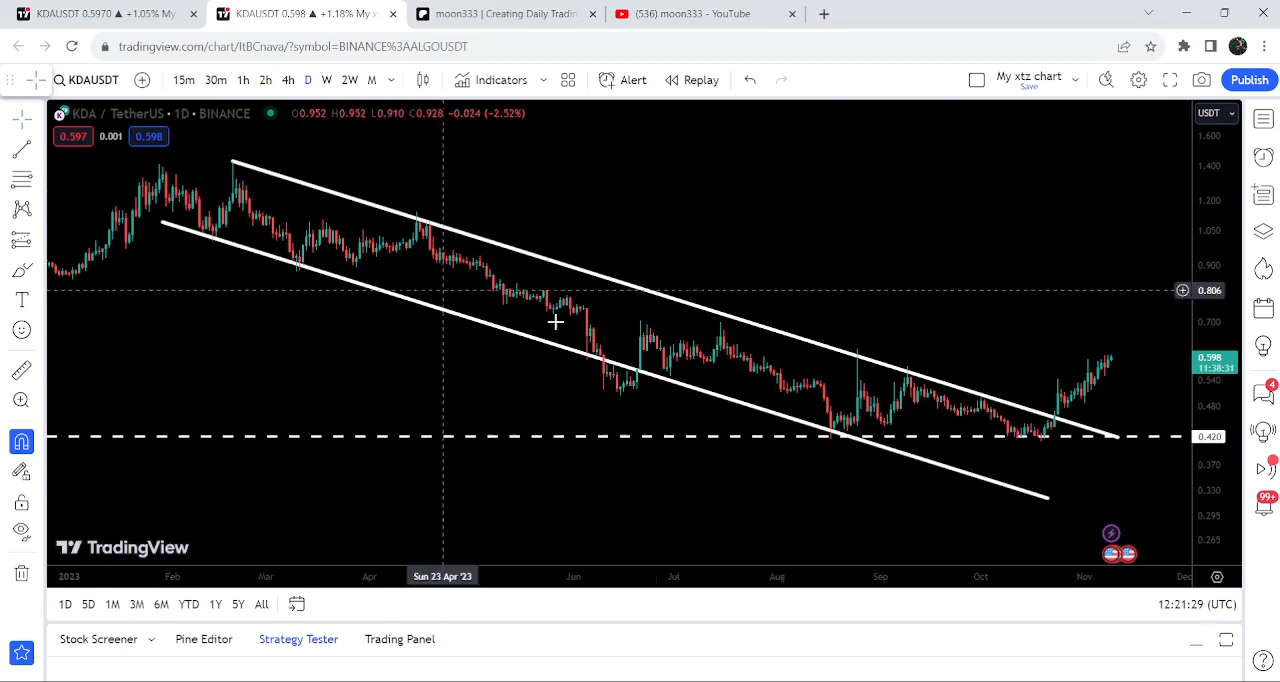 KDAUSDT 0.5970 ▲ +1.05% My
KDAUSDT 0.598 ▲ +1.18% My x
moon333 | Creating Daily Tradin
(536) moon333 - YouTube
tradingview.com/chart/ItBCnava/?symbol=BINANCE%3AALGOUSDT
KDAUSDT 15m 30m 1h 2h 4h D W 2W M Indicators Alert Replay My xtz chart Publish
Save
KDA / TetherUS • 1D • BINANCE O0.952 H0.952 L0.910 C0.928 -0.024 (-2.52%) USDT
0.597 0.001 0.598
1.600
1.400
1.200
1.050
0.900
0.806
0.700
0.598
11:38:31
0.540
0.480
0.420
0.370
0.330
0.295
0.265
4
99+
TradingView
2023 Feb Mar Apr Sun 23 Apr '23 Jun Jul Aug Sep Oct Nov Dec
1D 5D 1M 3M 6M YTD 1Y 5Y All 12:21:29 (UTC)
Stock Screener Pine Editor Strategy Tester Trading Panel